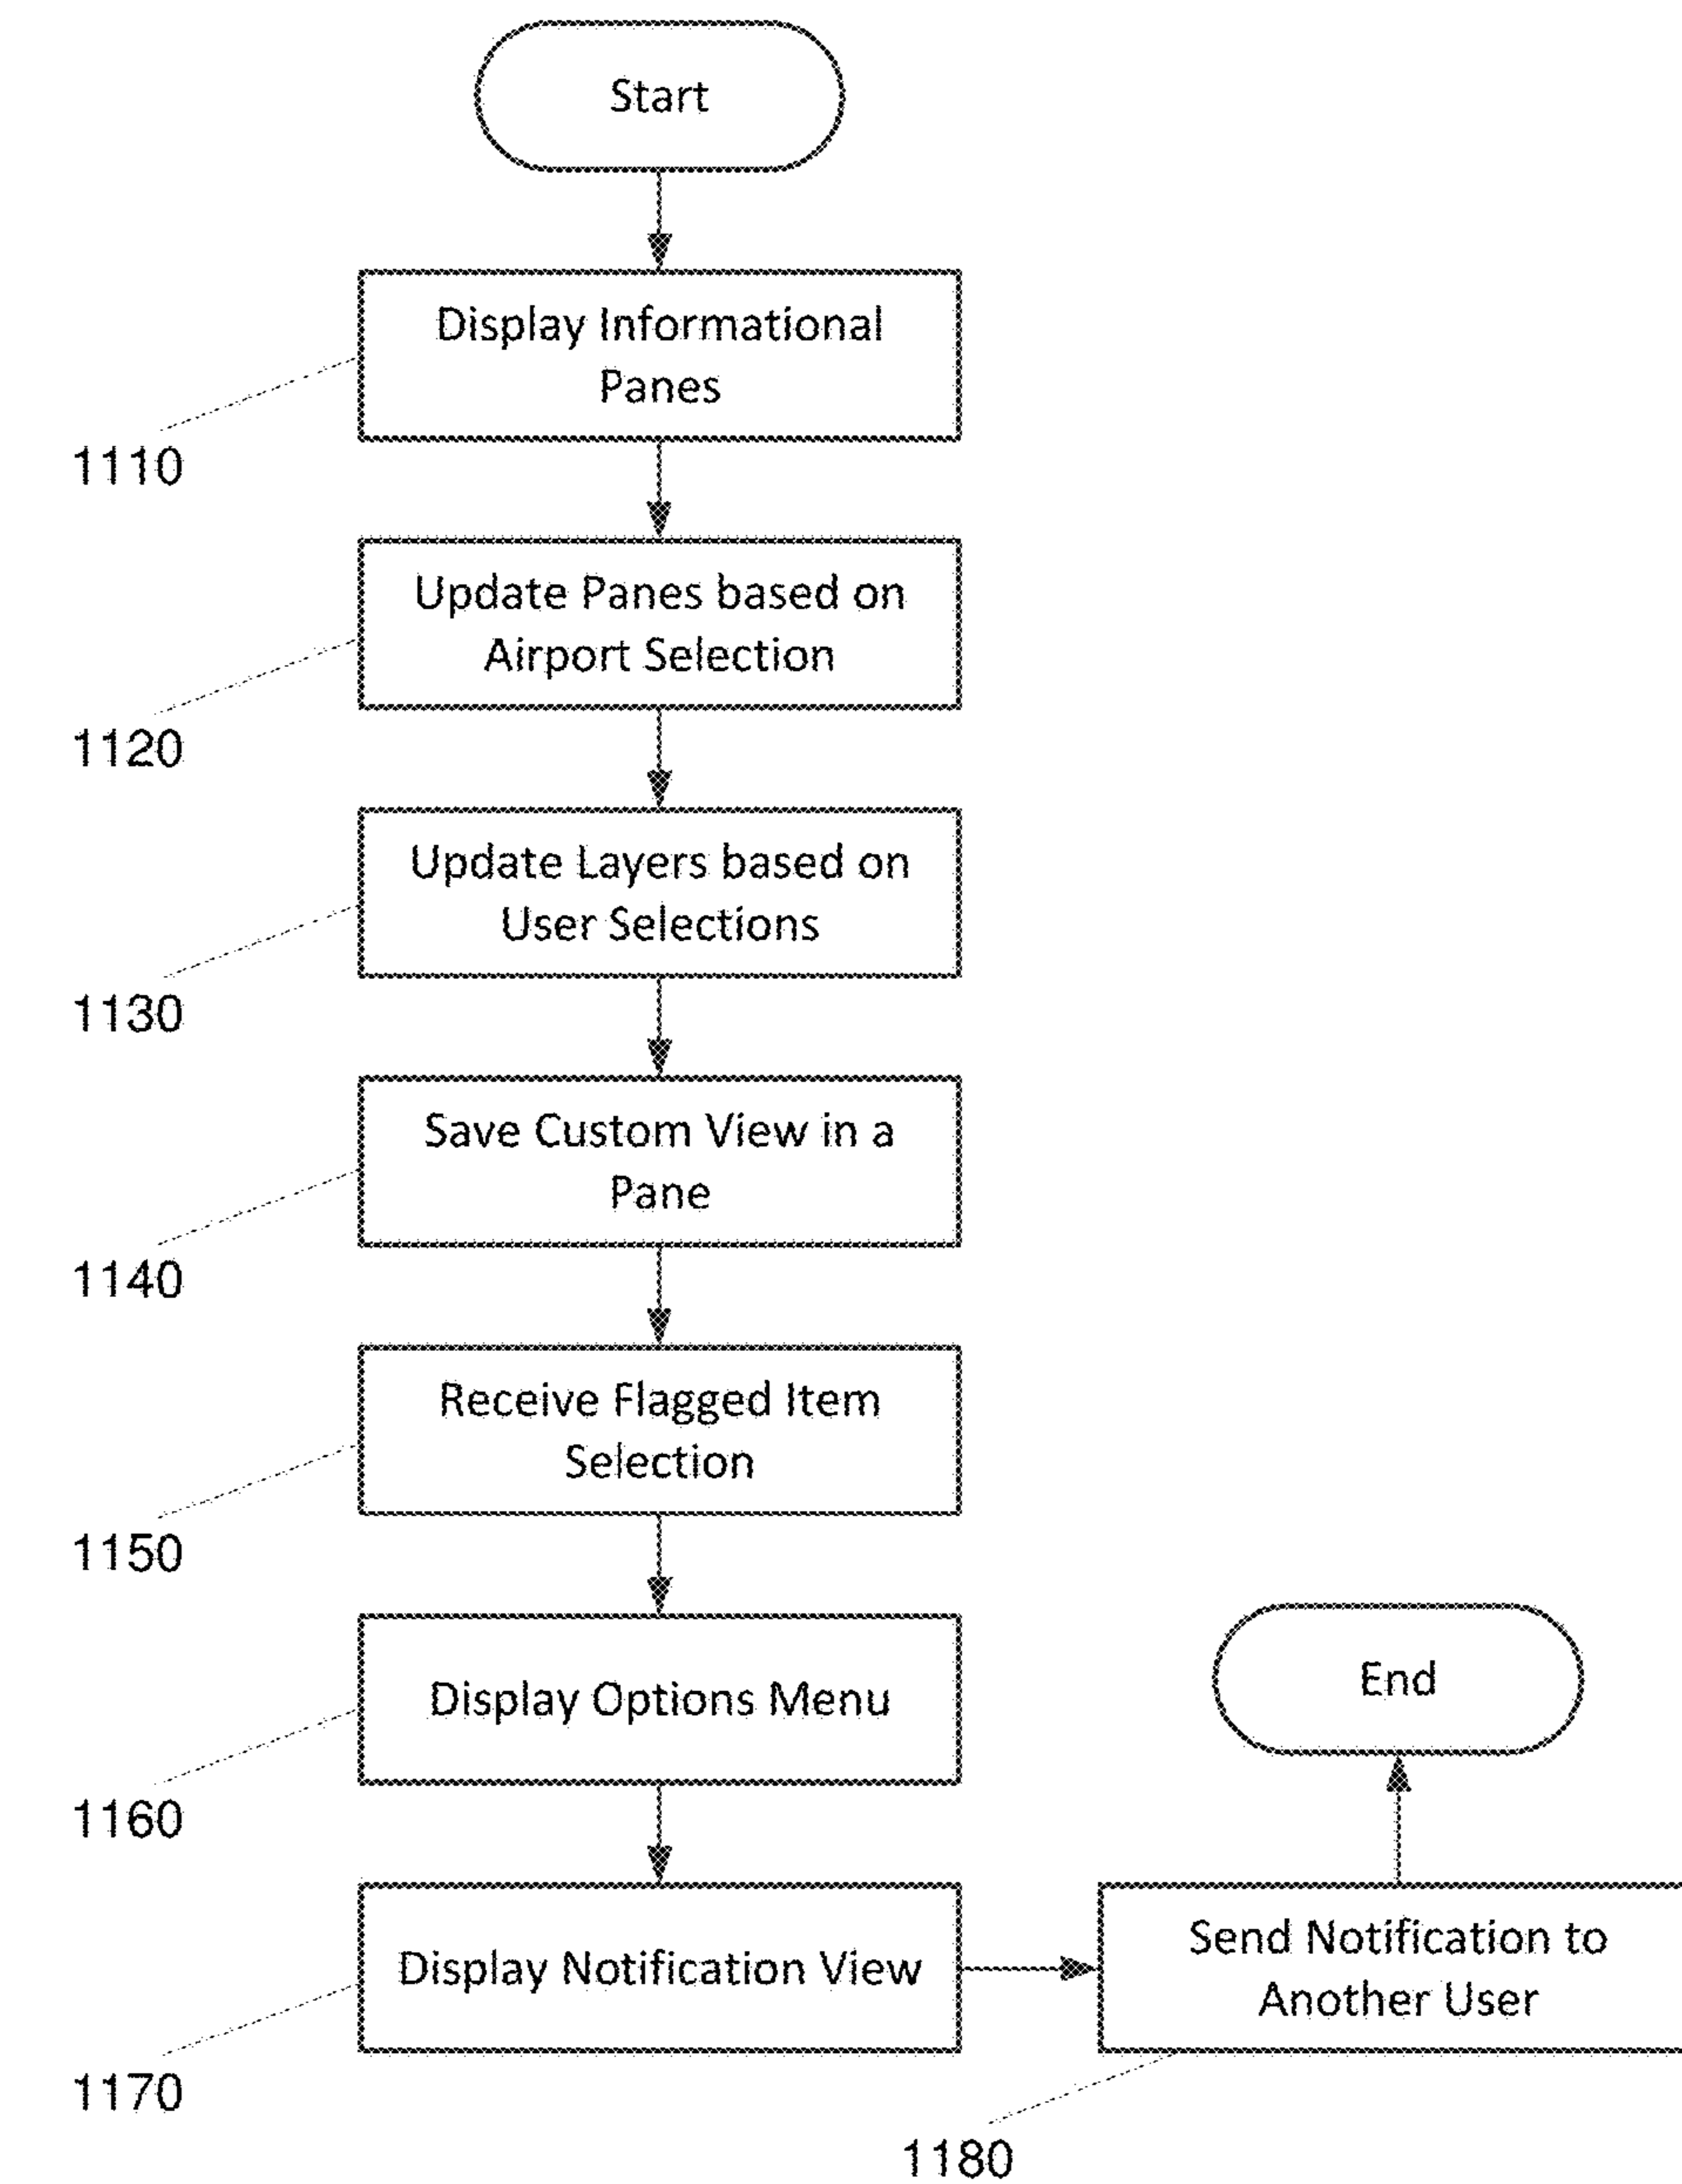 Start
Display Informational
Panes
1110
Update Panes based on
Airport Selection
1120
Update Layers based on
User Selections
1130
Save Custom View in a
Pane
1140
Receive Flagged Item
Selection
1150
Display Options Menu
1160
End
Display Notification View
1170
Send Notification to
Another User
1180